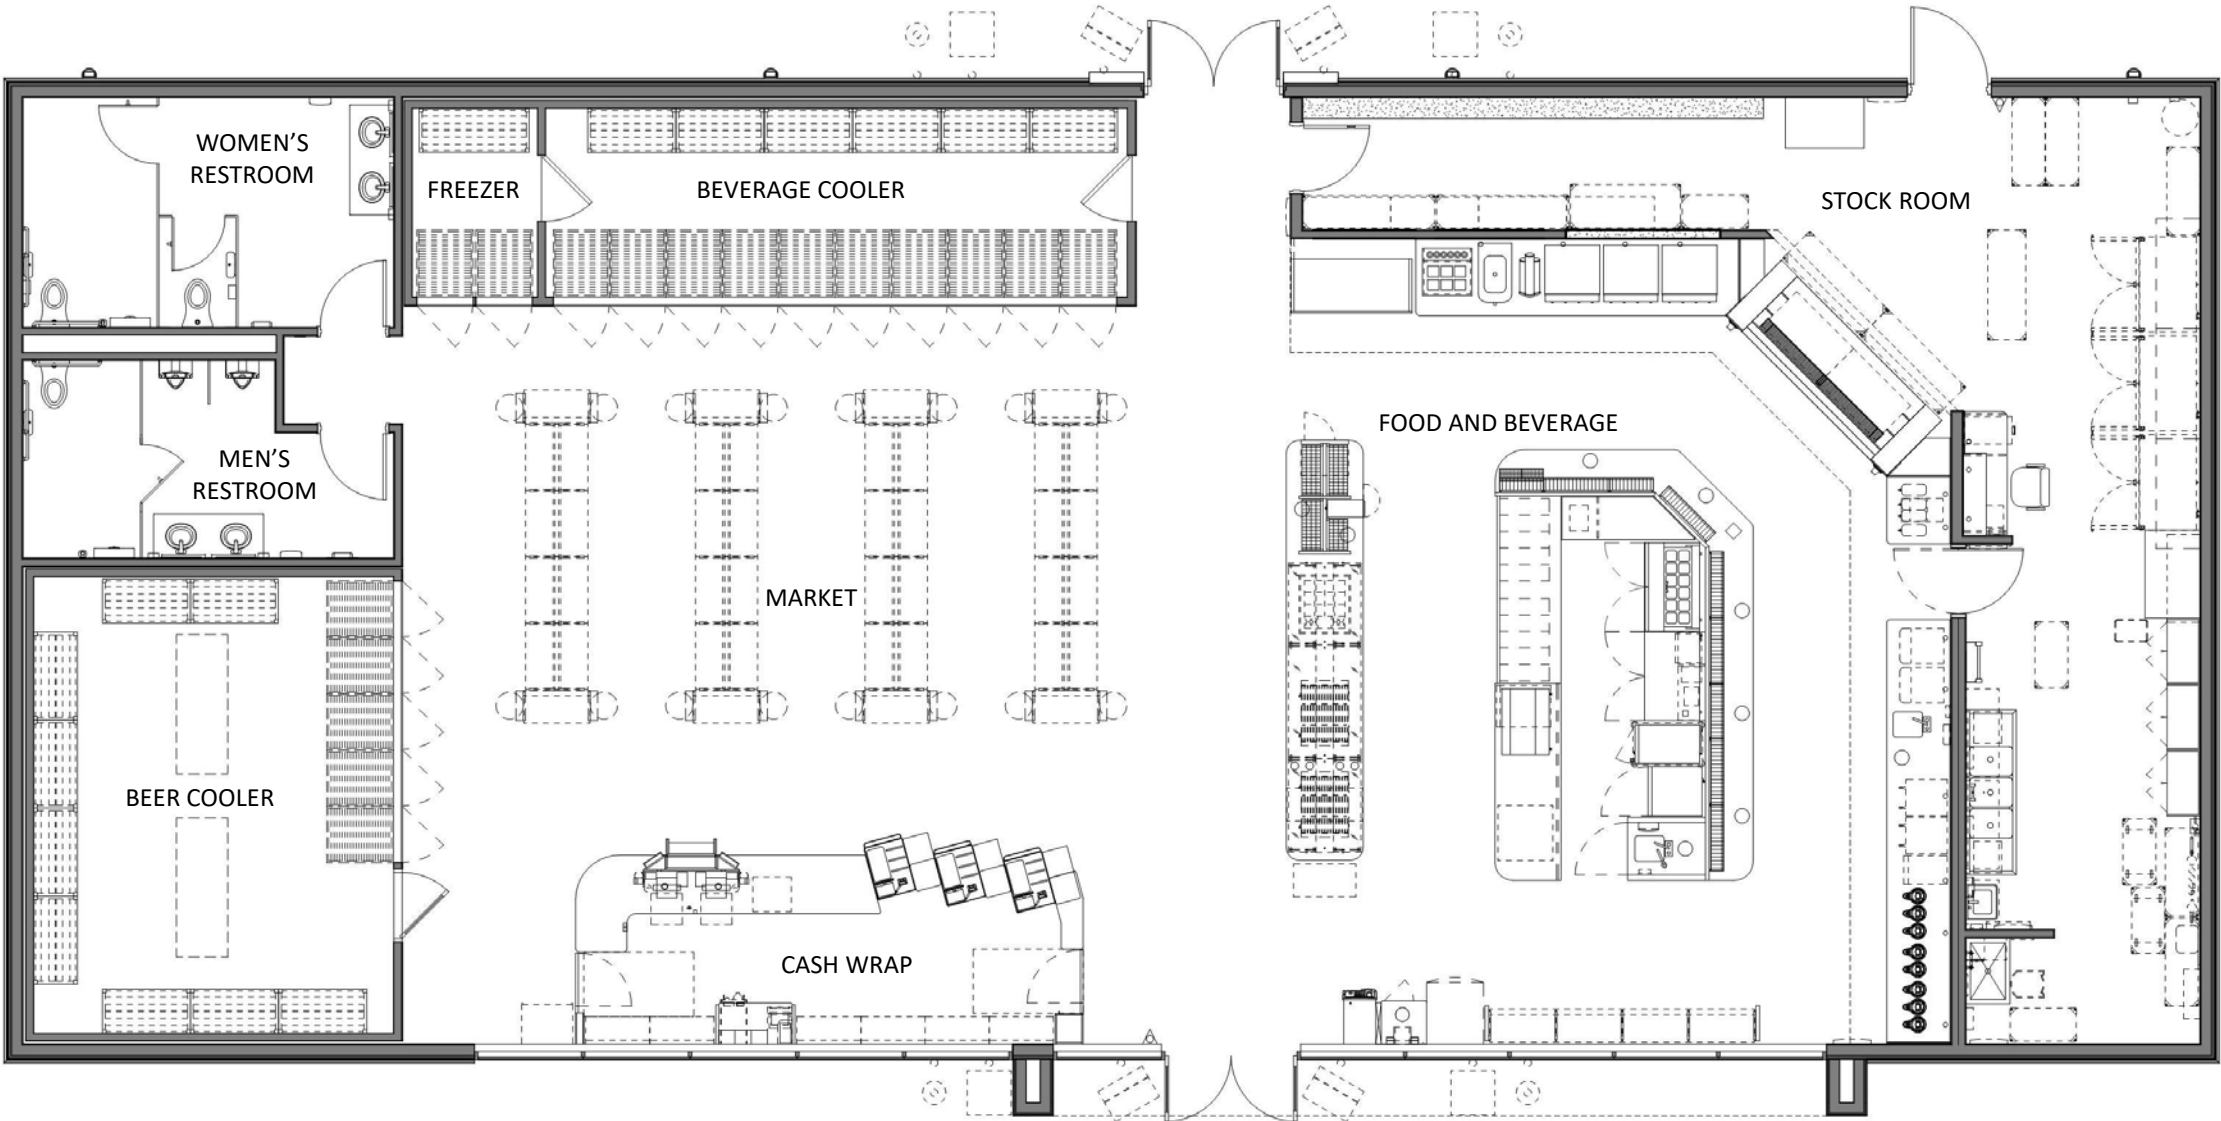 WOMEN'S
RESTROOM
FREEZER
BEVERAGE COOLER
STOCK ROOM
FOOD AND BEVERAGE
MEN'S
RESTROOM
MARKET
BEER COOLER
CASH WRAP